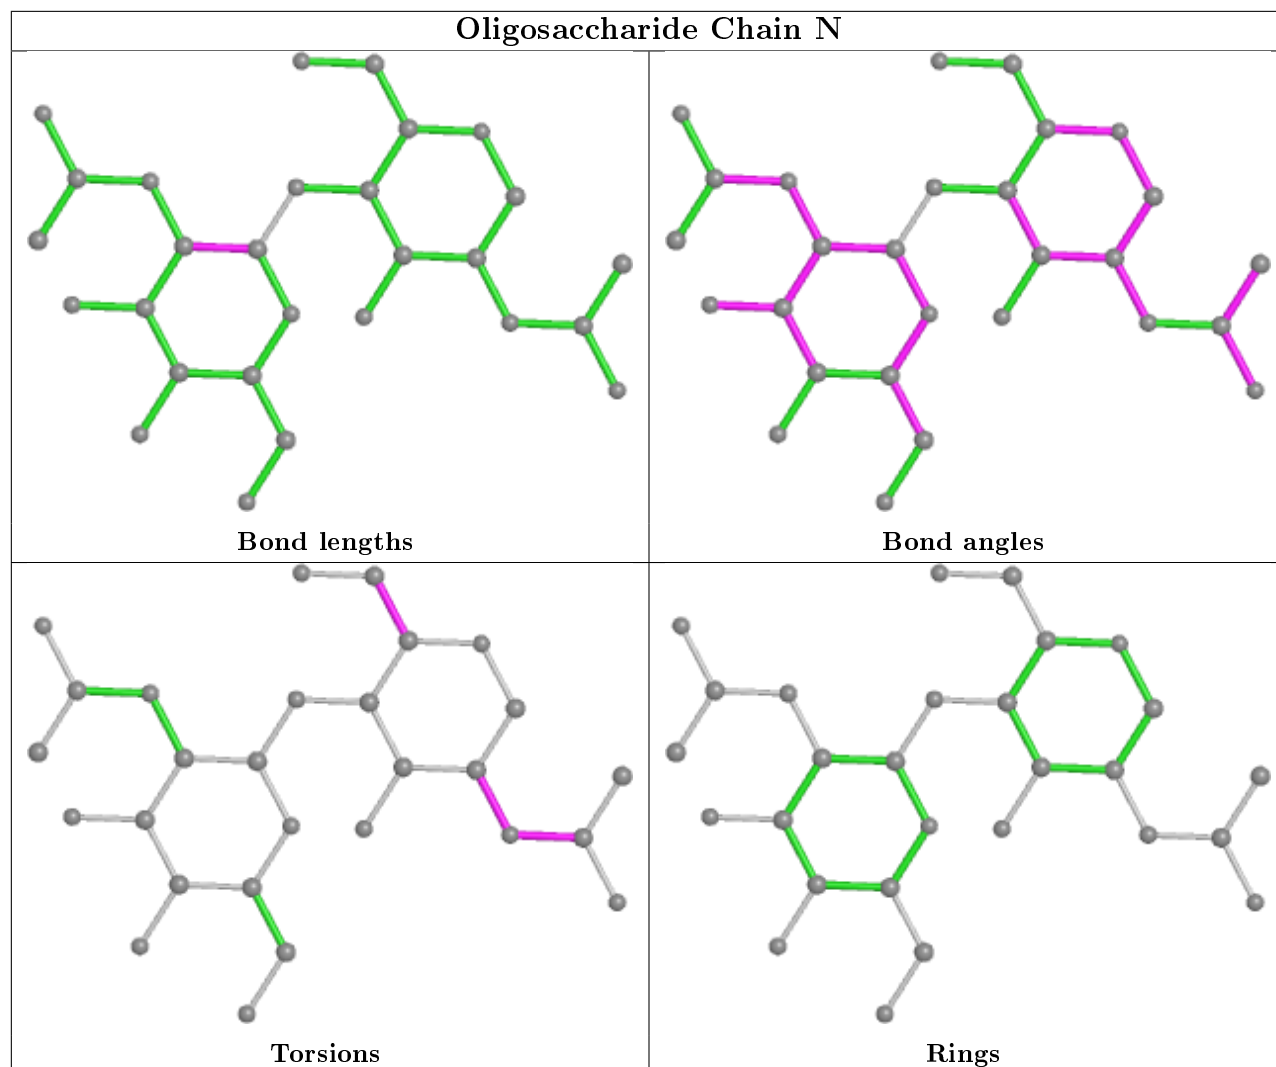 Oligosaccharide Chain N
Bond lengths
Bond angles
Torsions
Rings